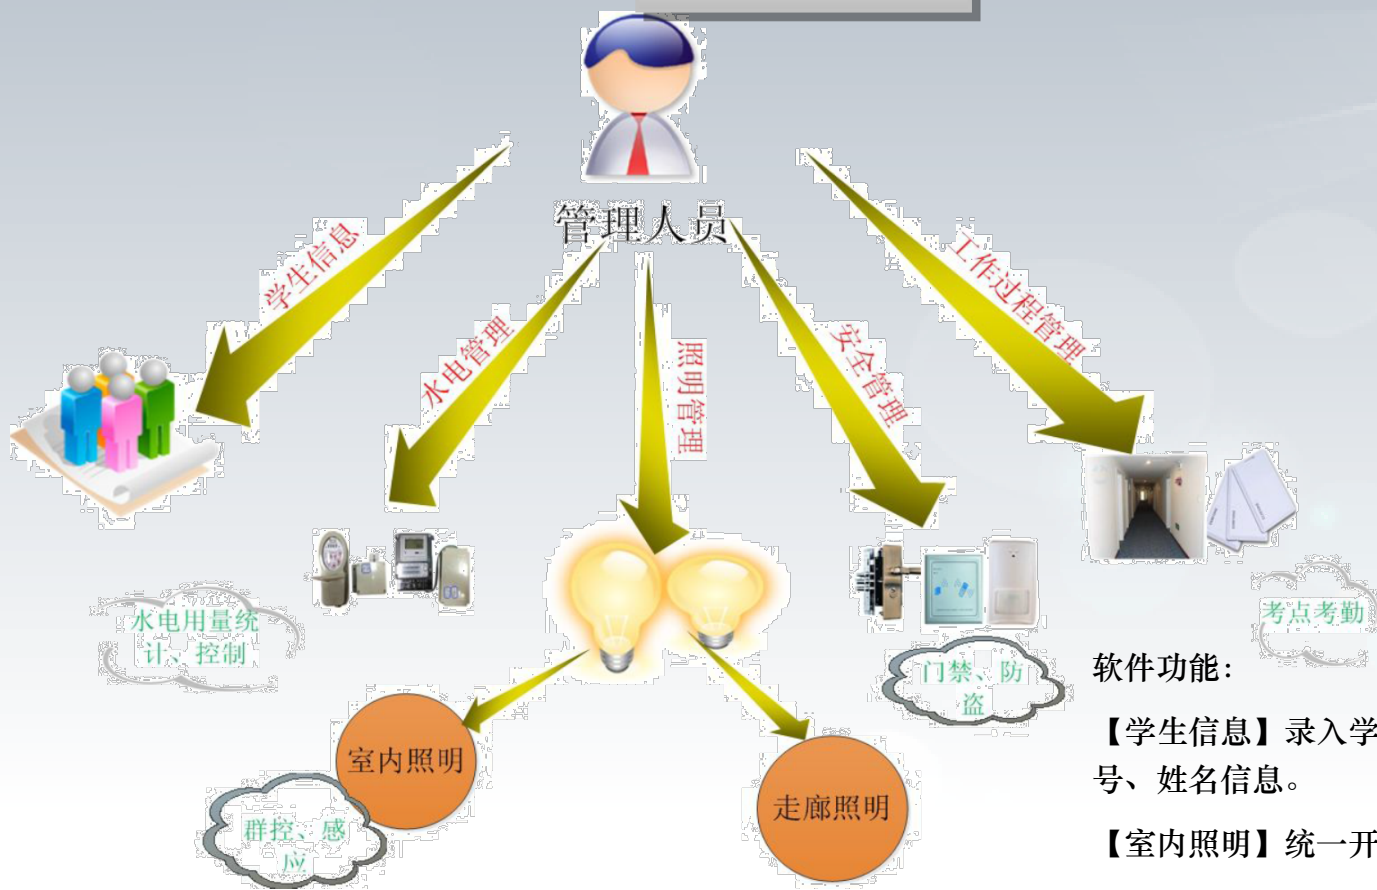 管理人员
学生信息
水电管理
照明管理
安全管理
工作过程管理
水电用量统
计、控制
门禁、防
盗
考点考勤
室内照明
群控、感
应
走廊照明
软件功能：
【学生信息】录入学
号、姓名信息。
【室内照明】统一开